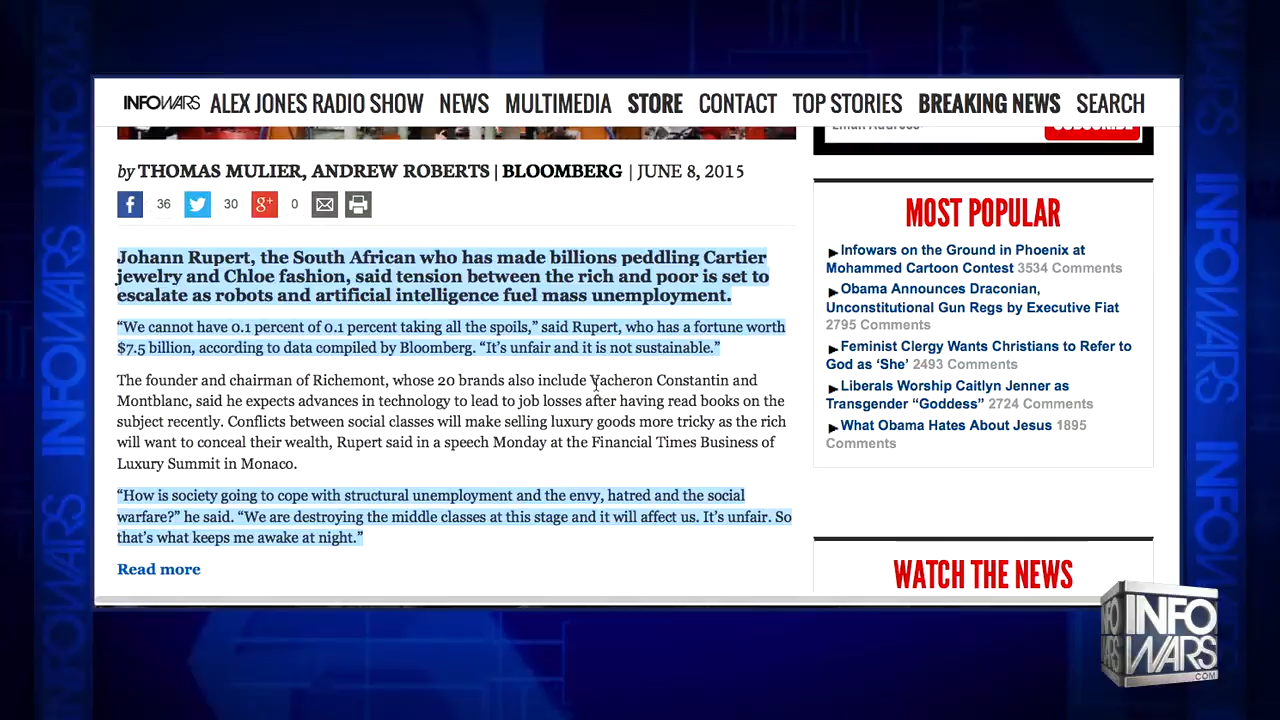 INFOWARS ALEX JONES RADIO SHOW NEWS MULTIMEDIA STORE CONTACT TOP STORIES BREAKING NEWS SEARCH
by THOMAS MULIER, ANDREW ROBERTS | BLOOMBERG | JUNE 8, 2015
36 30 0
Johann Rupert, the South African who has made billions peddling Cartier
jewelry and Chloe fashion, said tension between the rich and poor is set to
escalate as robots and artificial intelligence fuel mass unemployment.
“We cannot have 0.1 percent of 0.1 percent taking all the spoils,” said Rupert, who has a fortune worth
$7.5 billion, according to data compiled by Bloomberg. “It’s unfair and it is not sustainable.”
The founder and chairman of Richemont, whose 20 brands also include Vacheron Constantin and
Montblanc, said he expects advances in technology to lead to job losses after having read books on the
subject recently. Conflicts between social classes will make selling luxury goods more tricky as the rich
will want to conceal their wealth, Rupert said in a speech Monday at the Financial Times Business of
Luxury Summit in Monaco.
“How is society going to cope with structural unemployment and the envy, hatred and the social
warfare?” he said. “We are destroying the middle classes at this stage and it will affect us. It’s unfair. So
that’s what keeps me awake at night.”
Read more
Email Address
MOST POPULAR
Infowars on the Ground in Phoenix at
Mohammed Cartoon Contest 3534 Comments
Obama Announces Draconian,
Unconstitutional Gun Regs by Executive Fiat
2795 Comments
Feminist Clergy Wants Christians to Refer to
God as ‘She’ 2493 Comments
Liberals Worship Caitlyn Jenner as
Transgender “Goddess” 2724 Comments
What Obama Hates About Jesus 1895
Comments
WATCH THE NEWS
INFO
WARS
.COM
INFOWARS
INFOWARS